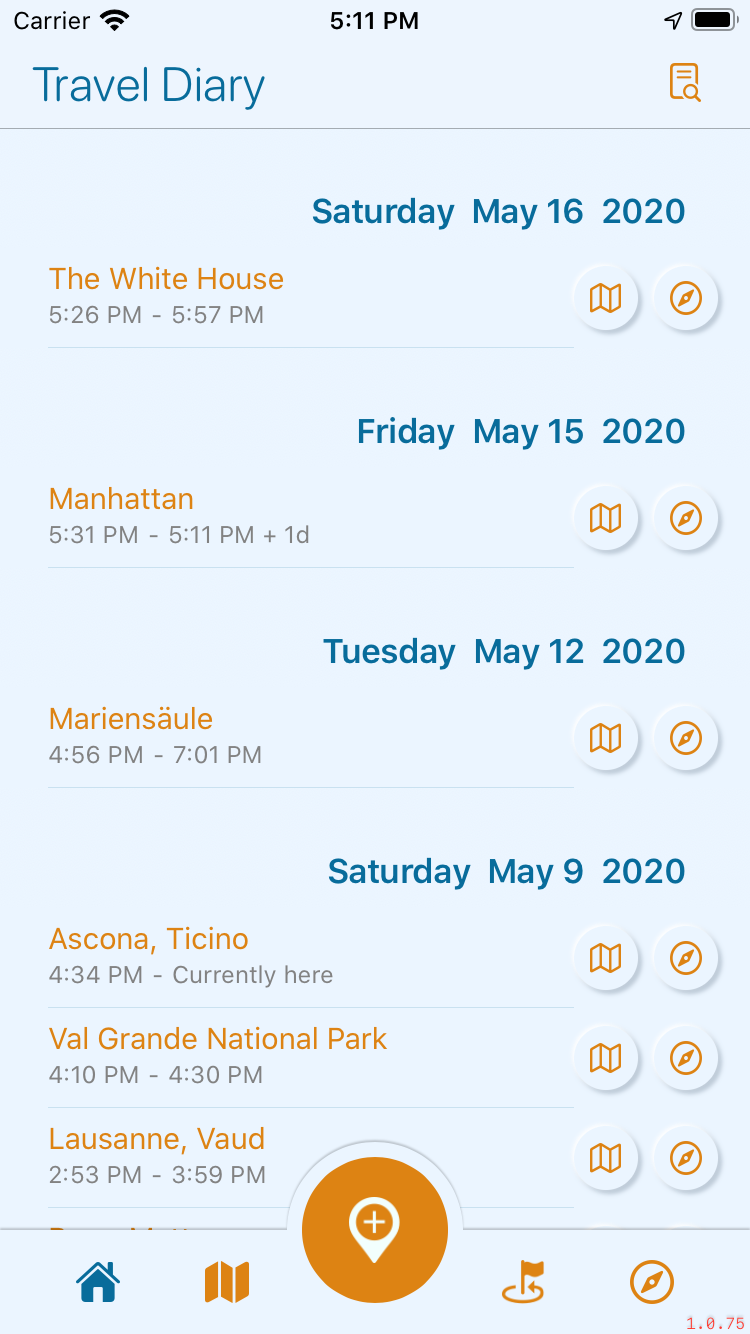 Carrier 5:11 PM
Travel Diary
Saturday May 16 2020
The White House
5:26 PM - 5:57 PM
Friday May 15 2020
Manhattan
5:31 PM - 5:11 PM + 1d
Tuesday May 12 2020
Mariensäule
4:56 PM - 7:01 PM
Saturday May 9 2020
Ascona, Ticino
4:34 PM - Currently here
Val Grande National Park
4:10 PM - 4:30 PM
Lausanne, Vaud
2:53 PM - 3:59 PM
1.0.75